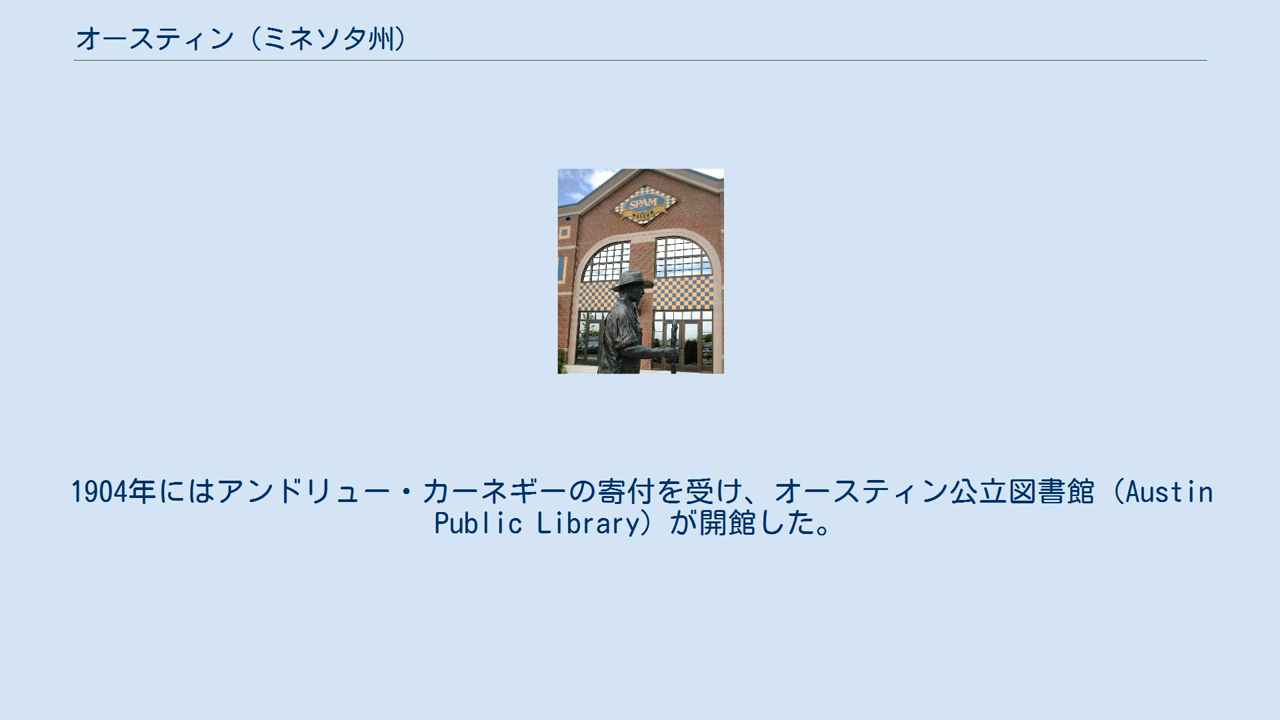 オースティン（ミネソタ州）
SPAM
MUSEUM
1904年にはアンドリュー・カーネギーの寄付を受け、オースティン公立図書館（Austin
Public Library）が開館した。